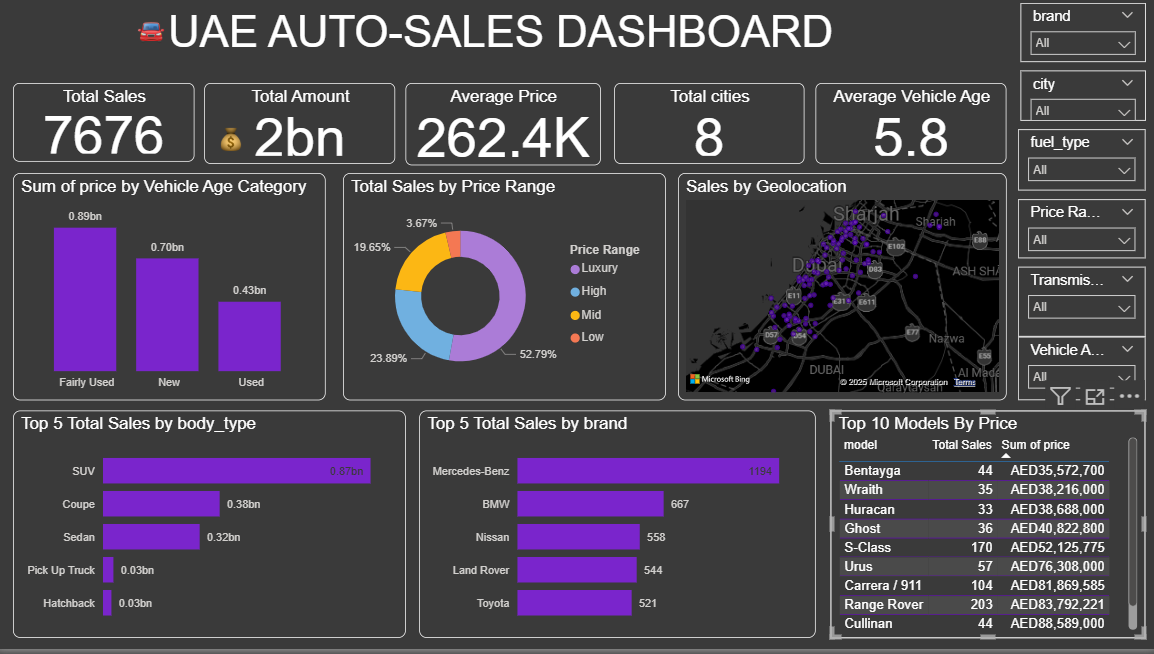 UAE AUTO-SALES DASHBOARD
brand
All
city
All
fuel_type
All
Price Ra...
All
Transmis...
All
Vehicle A...
All
Total Sales
7676
Total Amount
2bn
Average Price
262.4K
Total cities
8
Average Vehicle Age
5.8
Sum of price by Vehicle Age Category
0.89bn
0.70bn
0.43bn
Fairly Used
New
Used
Total Sales by Price Range
3.67%
19.65%
23.89%
52.79%
Price Range
Luxury
High
Mid
Low
Sales by Geolocation
Sharjah
Sharjah
E88
E102
Dubai
D83
ASH SHA
E11
E311
E611
D57
D54
E77
Nazwa
E55
DUBAI
Al Mada
Qaraytaysah
Microsoft Bing
© 2025 Microsoft Corporation Terms
Top 5 Total Sales by body_type
SUV 0.87bn
Coupe 0.38bn
Sedan 0.32bn
Pick Up Truck 0.03bn
Hatchback 0.03bn
Top 5 Total Sales by brand
Mercedes-Benz 1194
BMW 667
Nissan 558
Land Rover 544
Toyota 521
Top 10 Models By Price
model Total Sales Sum of price
Bentayga 44 AED35,572,700
Wraith 35 AED38,216,000
Huracan 33 AED38,688,000
Ghost 36 AED40,822,800
S-Class 170 AED52,125,775
Urus 57 AED76,308,000
Carrera / 911 104 AED81,869,585
Range Rover 203 AED83,792,221
Cullinan 44 AED88,589,000